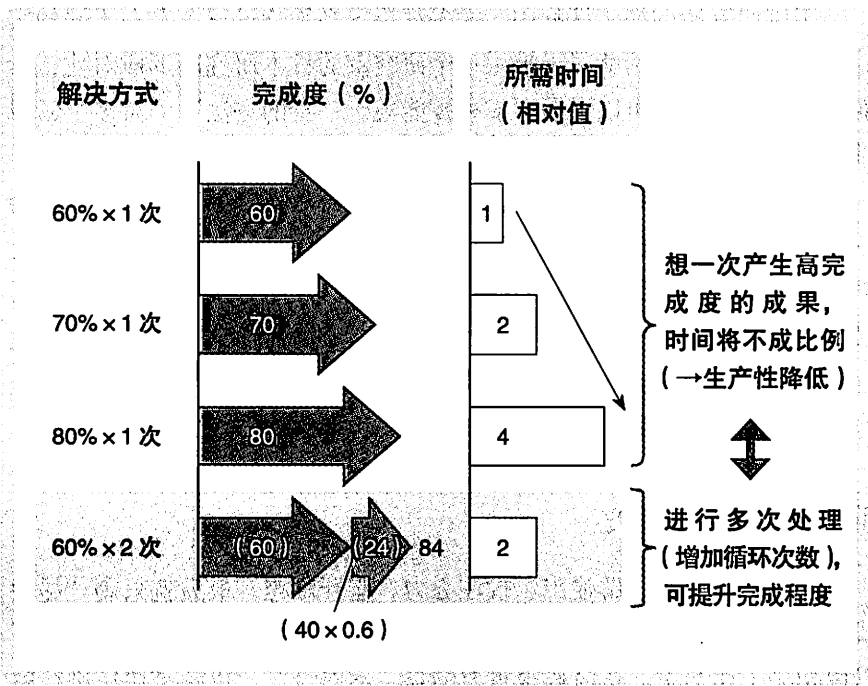 解决方式
完成度（%）
所需时间
（相对值）
60%×1 次
60
1
70%×1 次
70
2
80%×1 次
80
4
60%×2 次
（60）
（24）
84
2
（40×0.6）
想一次产生高完
成度的成果，
时间将不成比例
（→生产性降低）
进行多次处理
（增加循环次数），
可提升完成程度